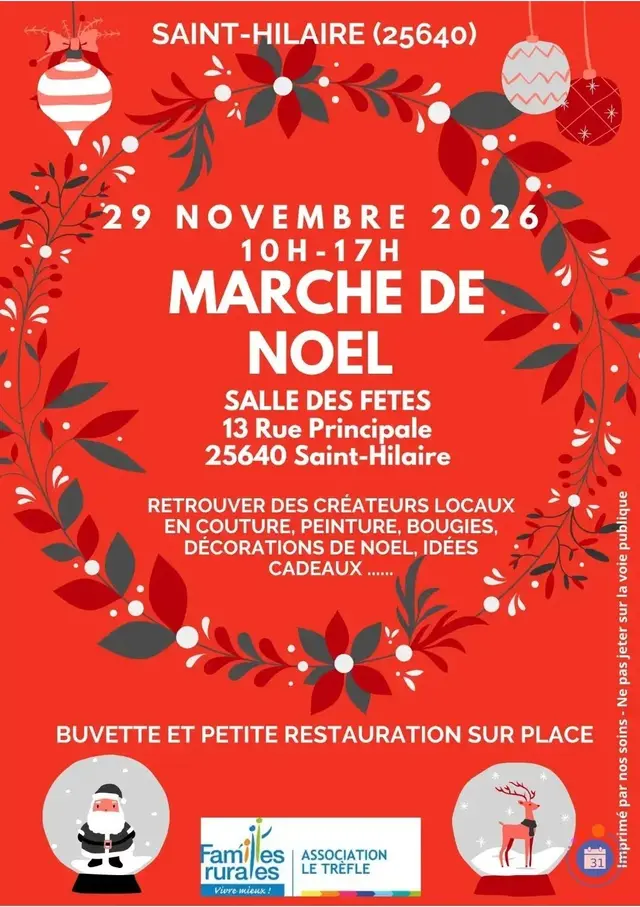 SAINT-HILAIRE (25640)
29 NOVEMBRE 2026
10H-17H
MARCHE DE
NOEL
SALLE DES FETES
13 Rue Principale
25640 Saint-Hilaire
RETROUVER DES CRÉATEURS LOCAUX
EN COUTURE, PEINTURE, BOUGIES,
DÉCORATIONS DE NOEL, IDÉES
CADEAUX ......
Imprimé par nos soins - Ne pas jeter sur la voie publique
BUVETTE ET PETITE RESTAURATION SUR PLACE
Familles
rurales
Vivre mieux !
ASSOCIATION
LE TRÈFLE
31